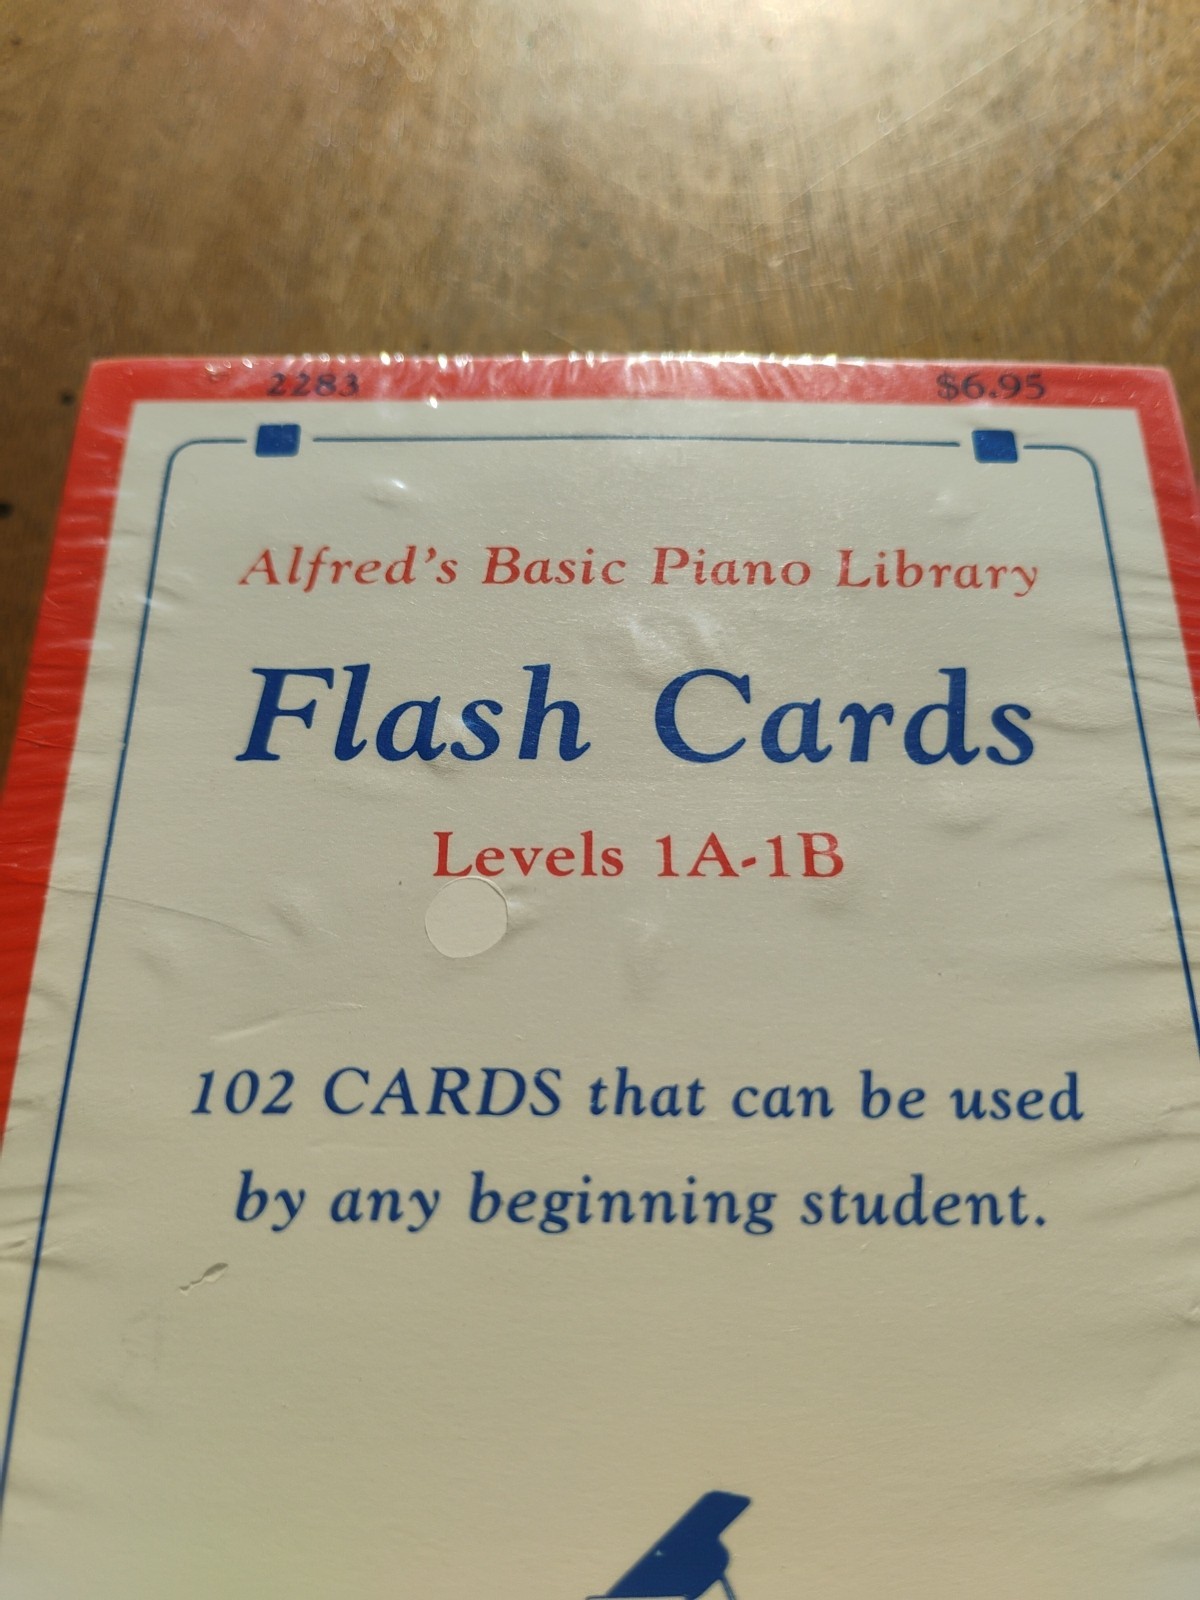 2283 $6.95
Alfred's Basic Piano Library
Flash Cards
Levels 1A-1B
102 CARDS that can be used
by any beginning student.